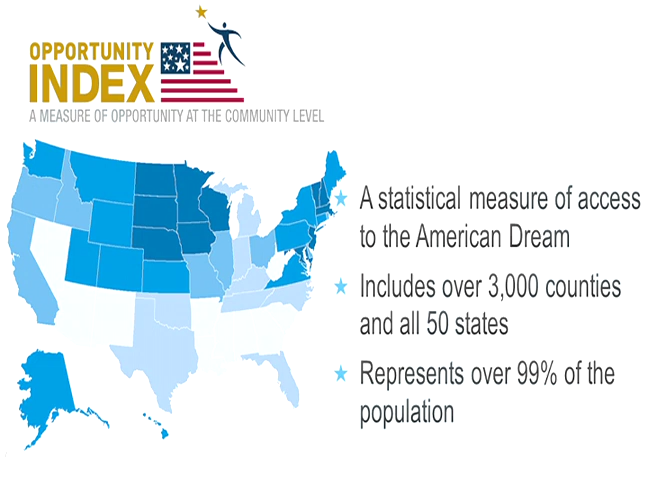 OPPORTUNITY
INDEX
A MEASURE OF OPPORTUNITY AT THE COMMUNITY LEVEL
A statistical measure of access
to the American Dream
Includes over 3,000 counties
and all 50 states
Represents over 99% of the
population